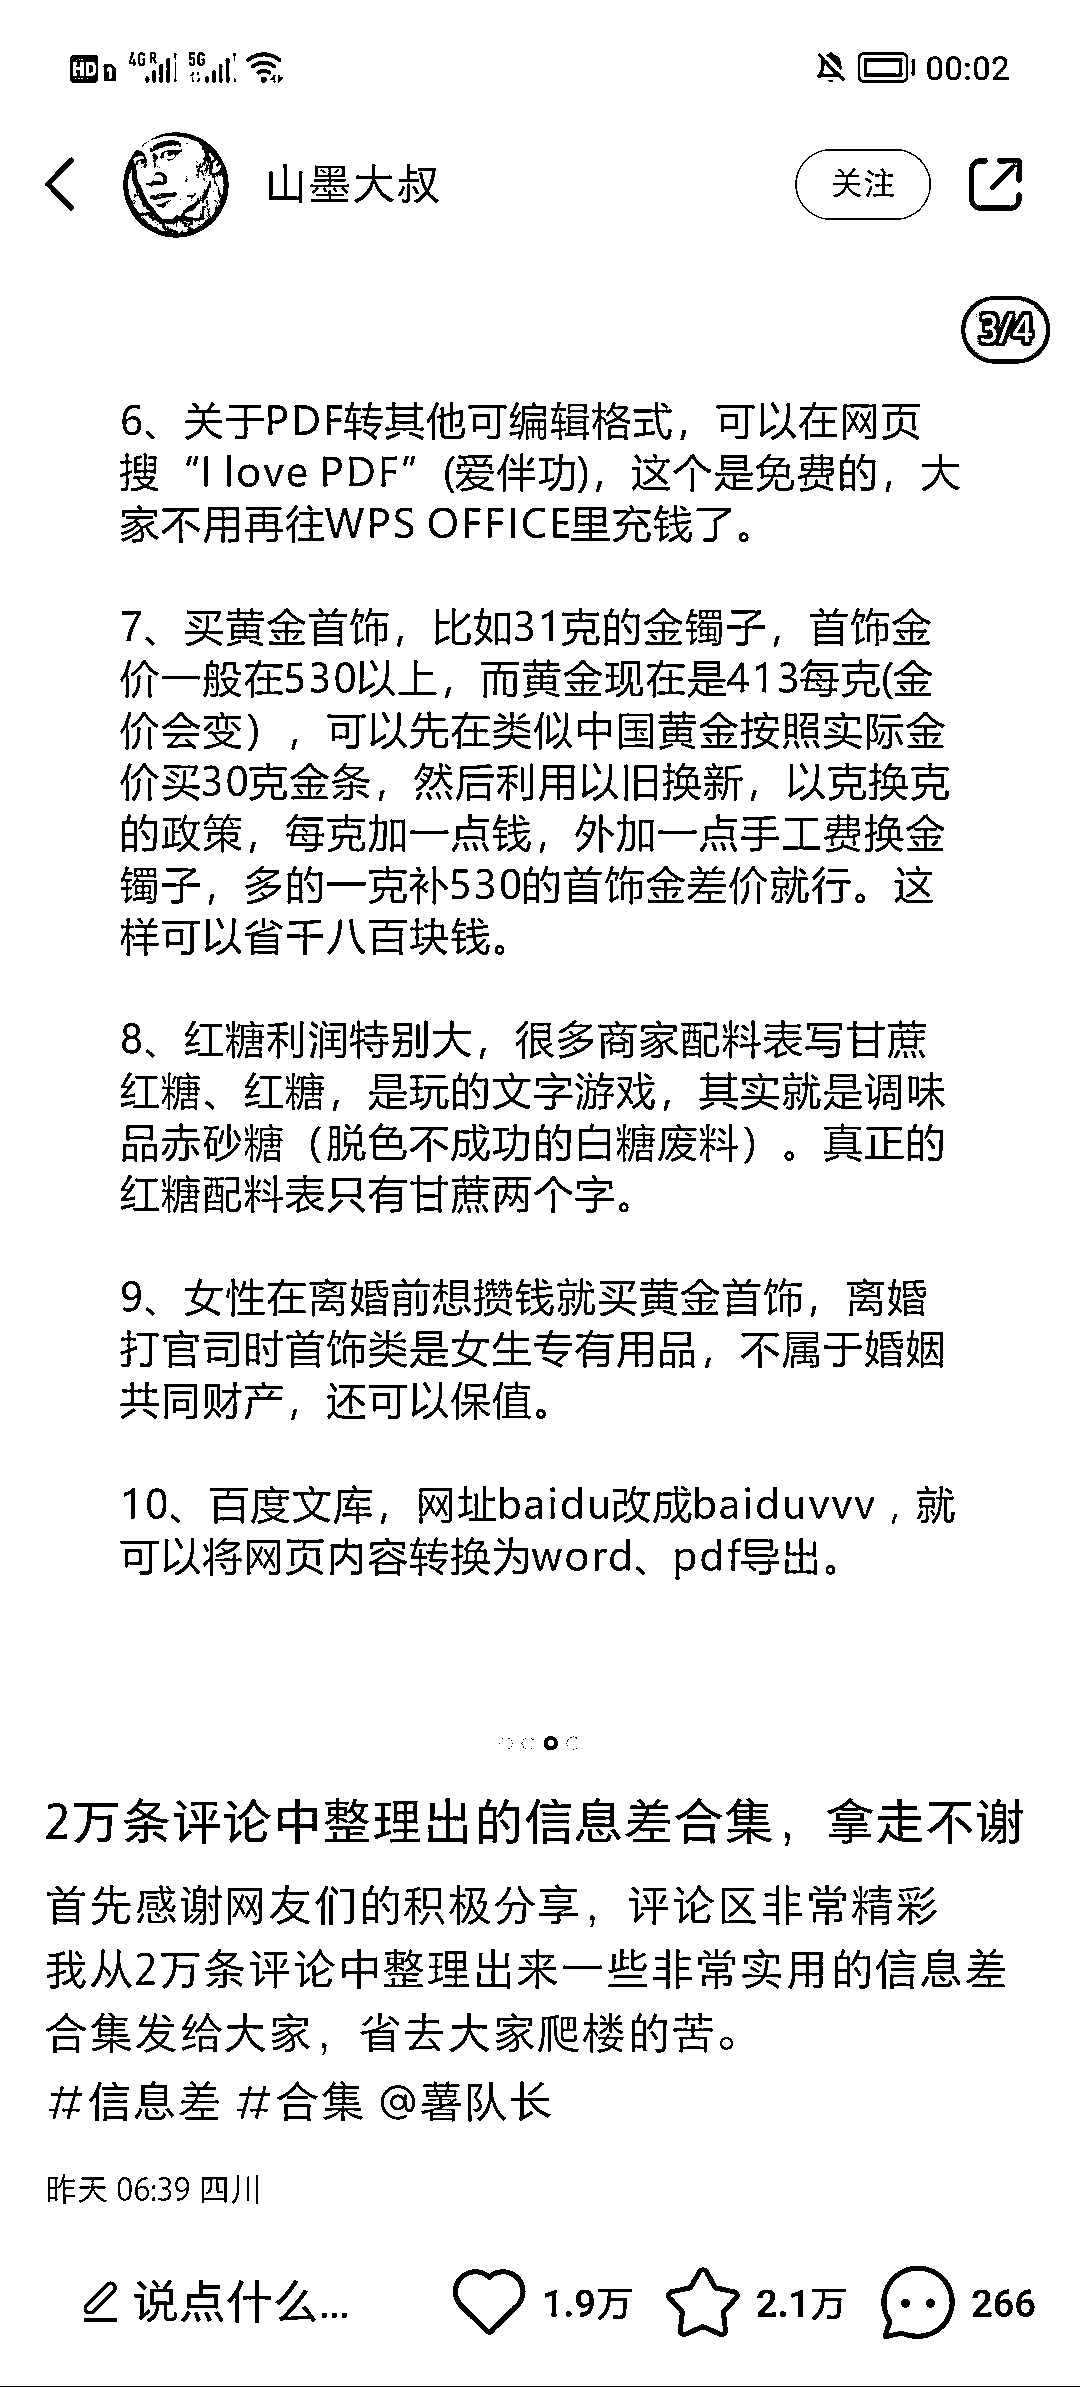 HD 4G R 5G 00:02
山墨大叔 关注
3/4
6、关于PDF转其他可编辑格式，可以在网页
搜“I love PDF”(爱伴功)，这个是免费的，大
家不用再往WPS OFFICE里充钱了。
7、买黄金首饰，比如31克的金镯子，首饰金
价一般在530以上，而黄金现在是413每克(金
价会变），可以先在类似中国黄金按照实际金
价买30克金条，然后利用以旧换新，以克换克
的政策，每克加一点钱，外加一点手工费换金
镯子，多的一克补530的首饰金差价就行。这
样可以省千八百块钱。
8、红糖利润特别大，很多商家配料表写甘蔗
红糖、红糖，是玩的文字游戏，其实就是调味
品赤砂糖（脱色不成功的白糖废料）。真正的
红糖配料表只有甘蔗两个字。
9、女性在离婚前想攒钱就买黄金首饰，离婚
打官司时首饰类是女生专有用品，不属于婚姻
共同财产，还可以保值。
10、百度文库，网址baidu改成baiduvvv，就
可以将网页内容转换为word、pdf导出。
2万条评论中整理出的信息差合集，拿走不谢
首先感谢网友们的积极分享，评论区非常精彩
我从2万条评论中整理出来一些非常实用的信息差
合集发给大家，省去大家爬楼的苦。
#信息差 #合集 @薯队长
昨天 06:39 四川
说点什么... 1.9万 2.1万 266